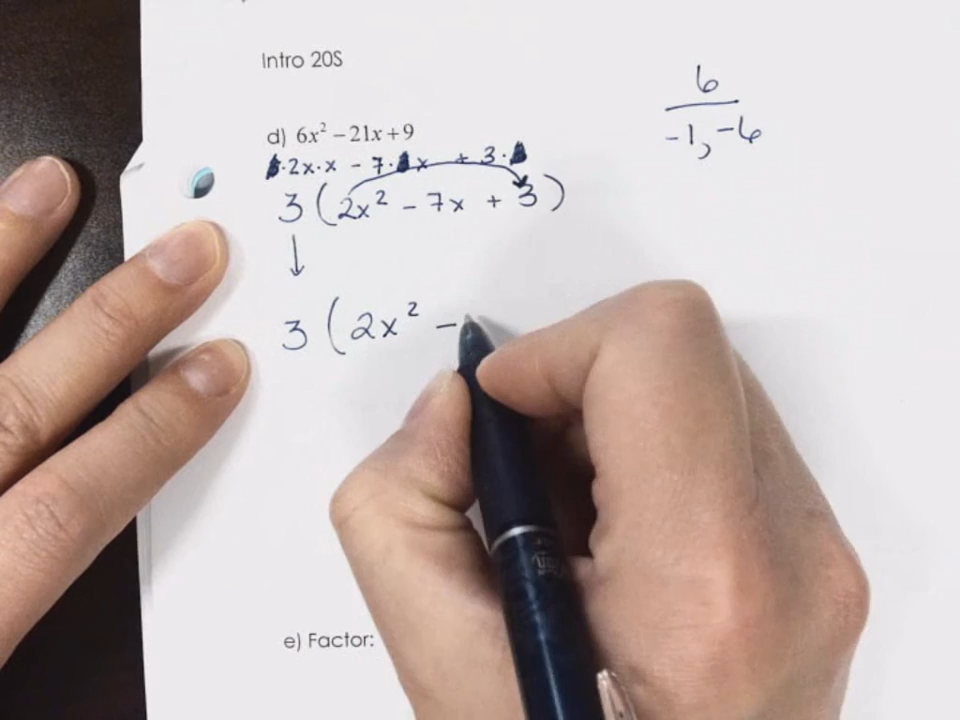 Intro 20S
6
-1, -6
d) 6x² − 21x + 9
·2x·x - 7· x + 3·
3 (2x² - 7x + 3)
↓
3 (2x² -
e) Factor: